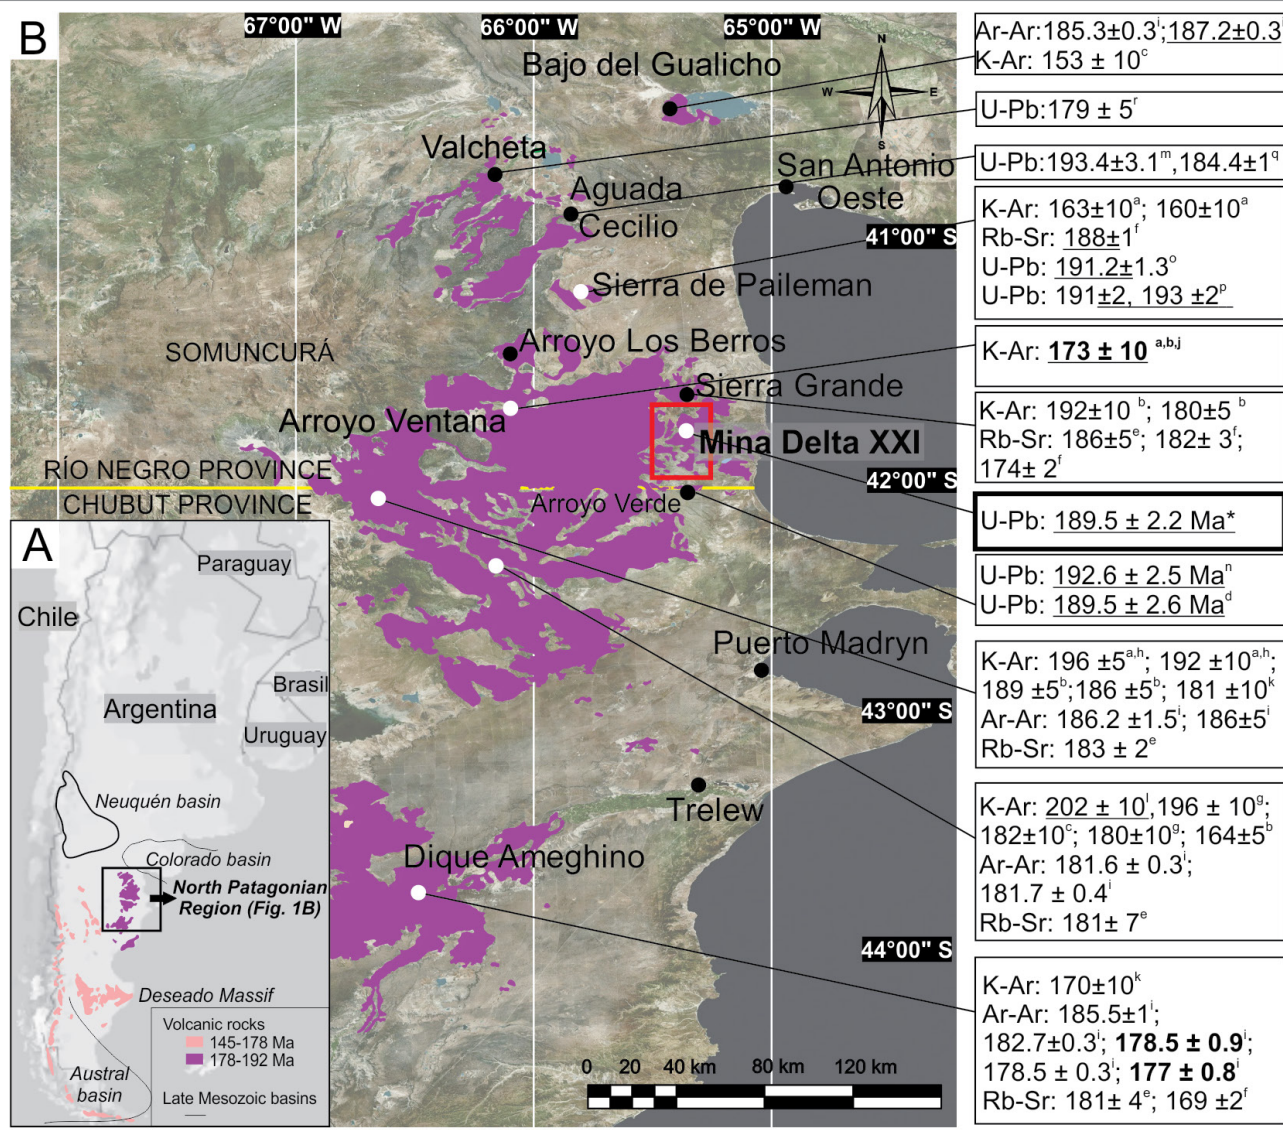 B
67°00" W
66°00" W
65°00" W
Bajo del Gualicho
N
W
E
S
Valcheta
San Antonio
Oeste
Aguada
Cecilio
41°00" S
Sierra de Paileman
SOMUNCURÁ
Arroyo Los Berros
Sierra Grande
Arroyo Ventana
Mina Delta XXI
RÍO NEGRO PROVINCE
42°00" S
CHUBUT PROVINCE
Arroyo Verde
Puerto Madryn
43°00" S
Trelew
Dique Ameghino
44°00" S
0 20 40 km 80 km 120 km
A
Paraguay
Chile
Brasil
Argentina
Uruguay
Neuquén basin
Colorado basin
North Patagonian
Region (Fig. 1B)
Deseado Massif
Volcanic rocks
145-178 Ma
178-192 Ma
Austral
basin
Late Mesozoic basins
Ar-Ar:185.3±0.3ⁱ;187.2±0.3
K-Ar: 153 ± 10ᶜ
U-Pb:179 ± 5ʳ
U-Pb:193.4±3.1ᵐ,184.4±1q
K-Ar: 163±10ᵃ; 160±10ᵃ
Rb-Sr: 188±1ᶠ
U-Pb: 191.2±1.3ᵒ
U-Pb: 191±2, 193 ±2ᵖ
K-Ar: 173 ± 10 a,b,j
K-Ar: 192±10 ᵇ; 180±5 ᵇ
Rb-Sr: 186±5ᵉ; 182± 3ᶠ;
174± 2ᶠ
U-Pb: 189.5 ± 2.2 Ma*
U-Pb: 192.6 ± 2.5 Maⁿ
U-Pb: 189.5 ± 2.6 Maᵈ
K-Ar: 196 ±5a,h; 192 ±10a,h;
189 ±5ᵇ;186 ±5ᵇ; 181 ±10ᵏ
Ar-Ar: 186.2 ±1.5ⁱ; 186±5ⁱ
Rb-Sr: 183 ± 2ᵉ
K-Ar: 202 ± 10ˡ,196 ± 10ᵍ;
182±10ᶜ; 180±10ᵍ; 164±5ᵇ
Ar-Ar: 181.6 ± 0.3ⁱ;
181.7 ± 0.4ⁱ
Rb-Sr: 181± 7ᵉ
K-Ar: 170±10ᵏ
Ar-Ar: 185.5±1ⁱ;
182.7±0.3ⁱ; 178.5 ± 0.9ⁱ;
178.5 ± 0.3ⁱ; 177 ± 0.8ⁱ
Rb-Sr: 181± 4ᵉ; 169 ±2ᶠ